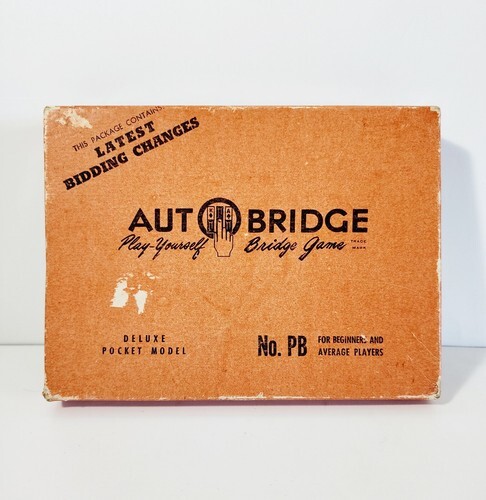 THIS PACKAGE CONTAINS
LATEST
BIDDING CHANGES
AUTOBRIDGE
Play-Yourself Bridge Game TRADE MARK
DELUXE
POCKET MODEL
No. PB
FOR BEGINNERS AND
AVERAGE PLAYERS